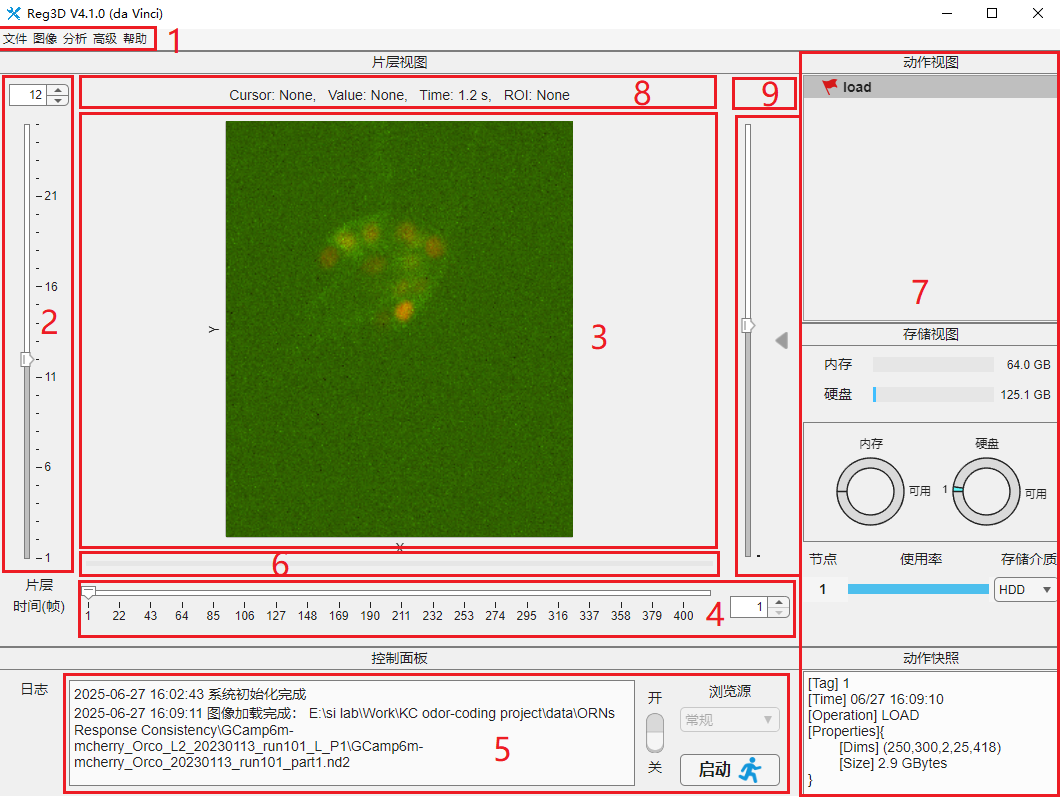 Reg3D V4.1.0 (da Vinci)
文件 图像 分析 高级 帮助
1
片层视图
动作视图
12
Cursor: None, Value: None, Time: 1.2 s, ROI: None
8
9
load
21
16
11
6
1
2
Y
X
3
7
存储视图
内存 64.0 GB
硬盘 125.1 GB
内存 硬盘
可用 1 可用
节点 使用率 存储介质
1 HDD
6
片层
时间(帧)
1 22 43 64 85 106 127 148 169 190 211 232 253 274 295 316 337 358 379 400
4
1
控制面板
动作快照
日志
2025-06-27 16:02:43 系统初始化完成
2025-06-27 16:09:11 图像加载完成： E:\si lab\Work\KC odor-coding project\data\ORNs
Response Consistency\GCamp6m-
mcherry_Orco_L2_20230113_run101_L_P1\GCamp6m-
mcherry_Orco_20230113_run101_part1.nd2
5
开
关
浏览源
常规
启动
[Tag] 1
[Time] 06/27 16:09:10
[Operation] LOAD
[Properties]{
[Dims] (250,300,2,25,418)
[Size] 2.9 GBytes
}